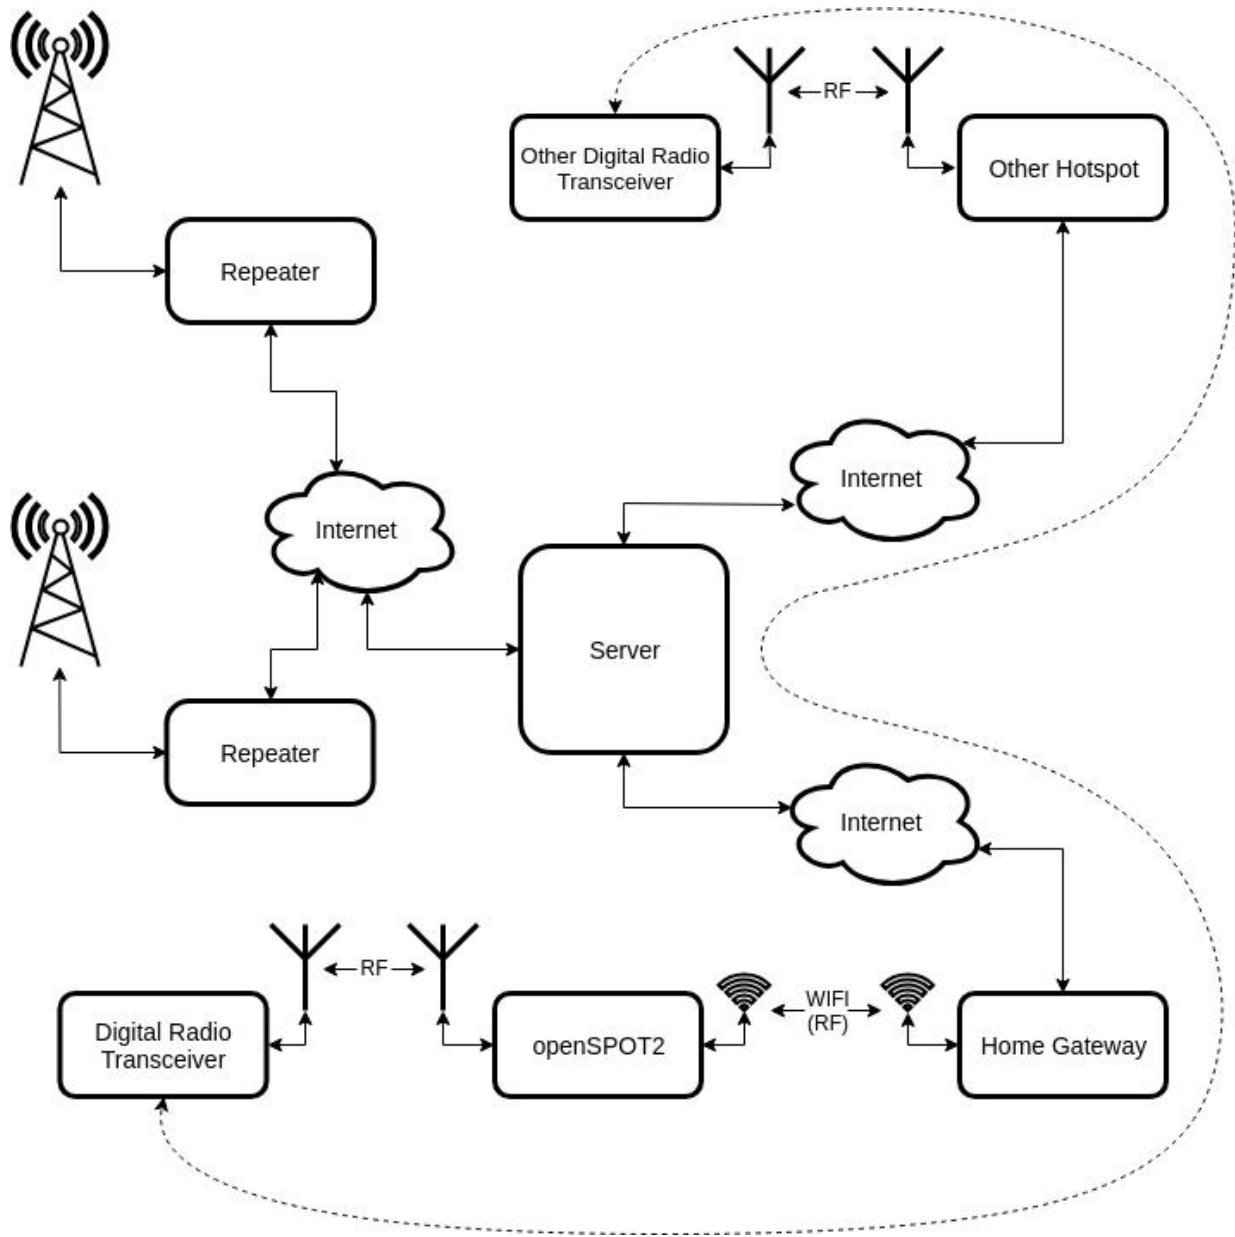 RF
Other Digital Radio
Transceiver
Other Hotspot
Repeater
Internet
Internet
Server
Repeater
Internet
RF
WIFI
(RF)
Digital Radio
Transceiver
openSPOT2
Home Gateway